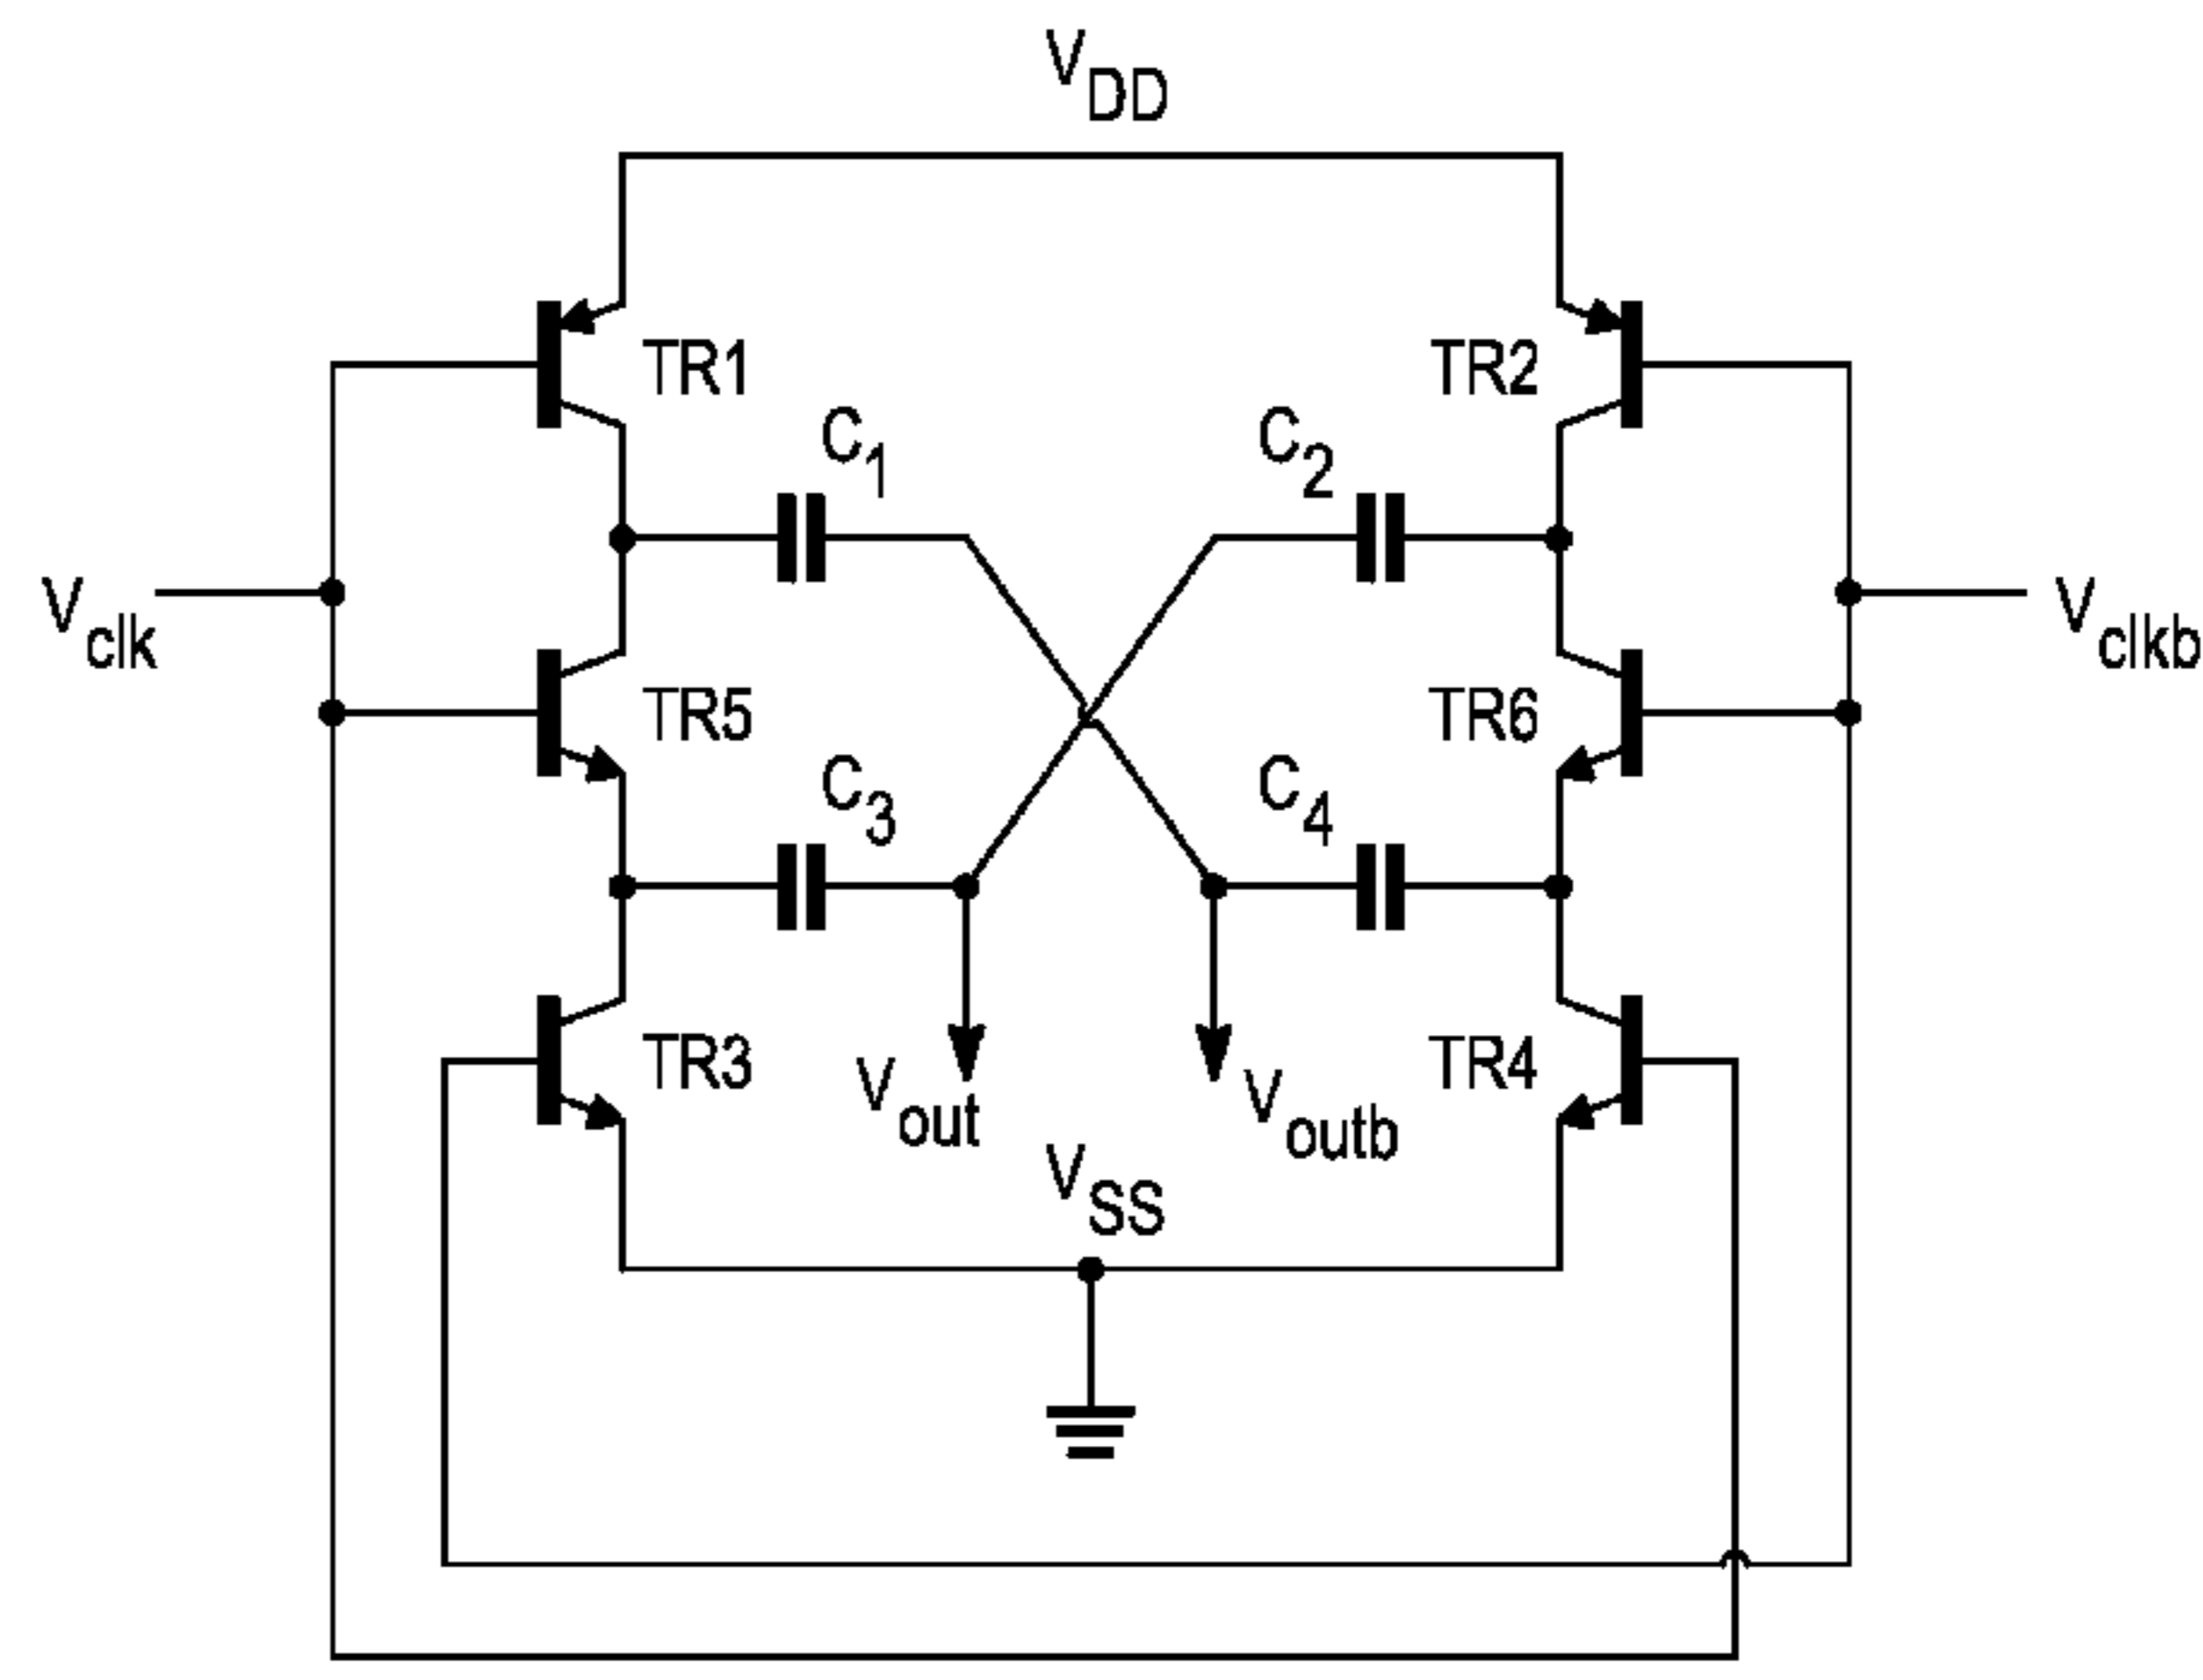 VDD
TR1
TR2
C1
C2
Vclk
Vclkb
TR5
TR6
C3
C4
TR3
TR4
Vout
Voutb
VSS